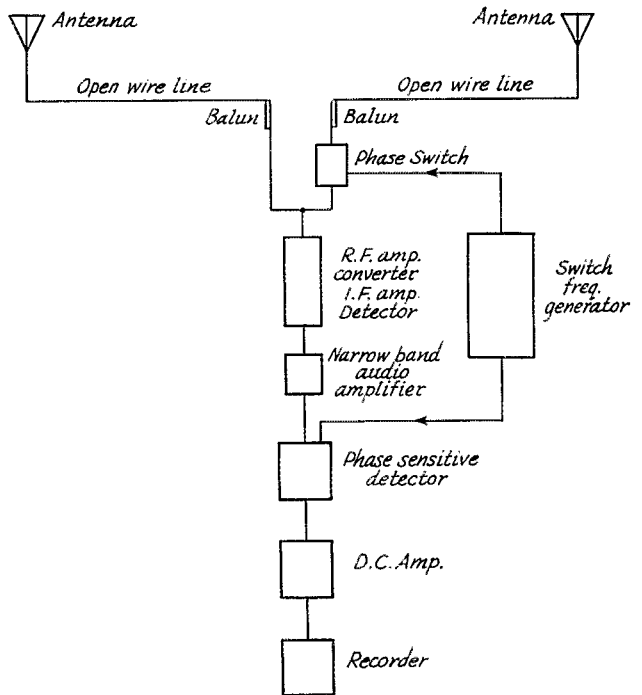 Antenna
Antenna
Open wire line
Open wire line
Balun
Balun
Phase Switch
R.F. amp.
converter
I.F. amp.
Detector
Switch
freq.
generator
Narrow band
audio
amplifier
Phase sensitive
detector
D.C. Amp.
Recorder